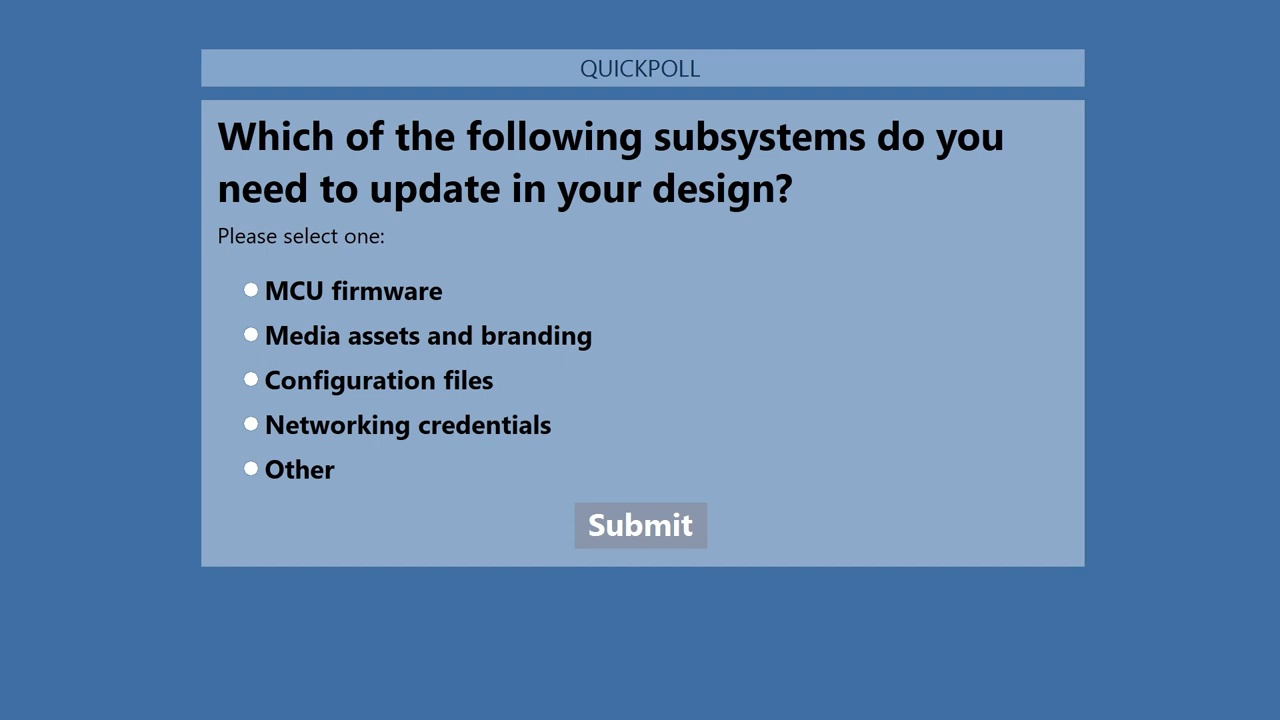 QUICKPOLL
Which of the following subsystems do you
need to update in your design?
Please select one:
MCU firmware
Media assets and branding
Configuration files
Networking credentials
Other
Submit